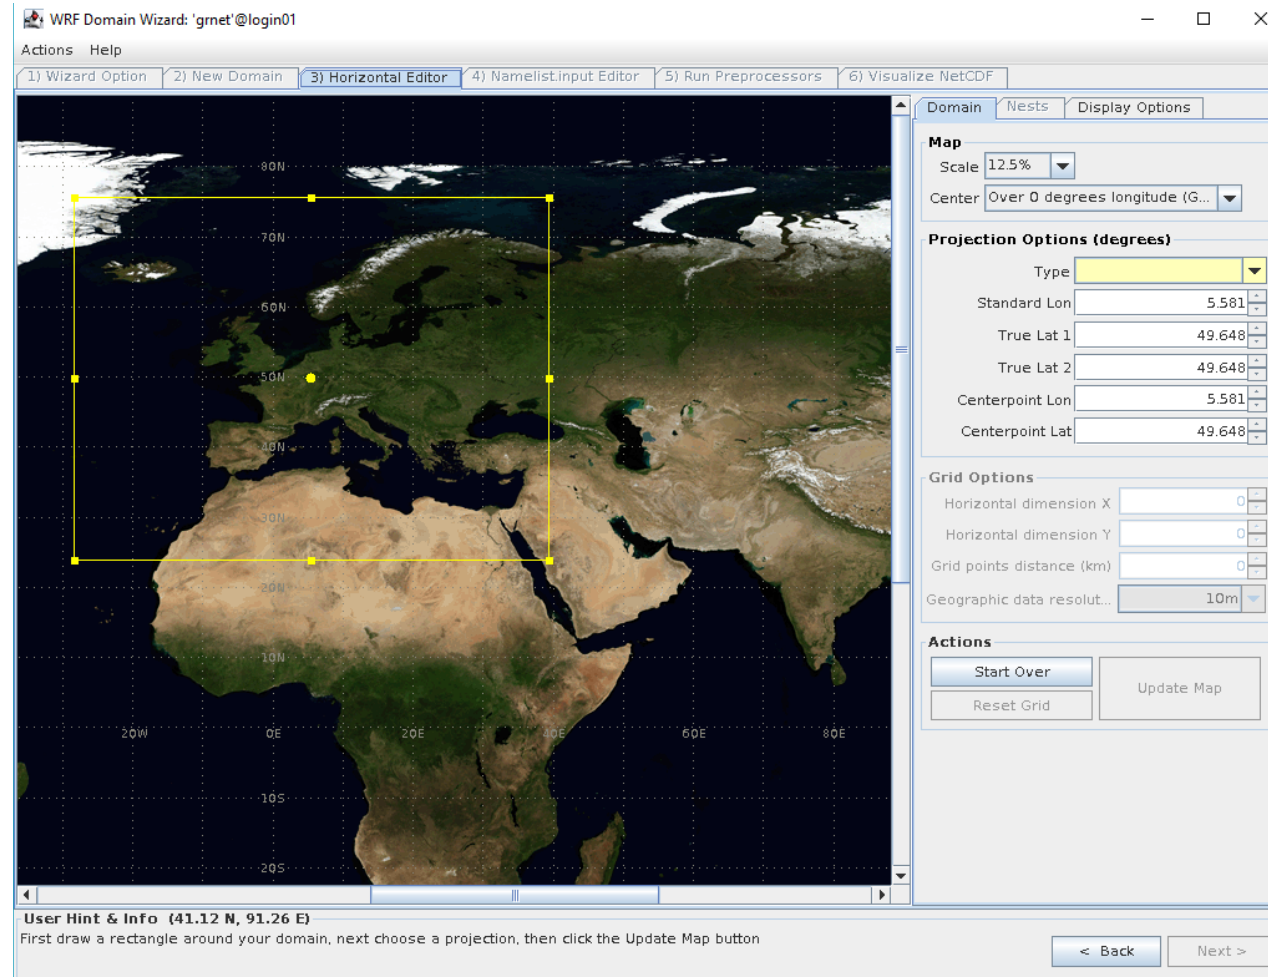 WRF Domain Wizard: 'grnet'@login01
Actions Help
1) Wizard Option 2) New Domain 3) Horizontal Editor 4) Namelist.input Editor 5) Run Preprocessors 6) Visualize NetCDF
Domain Nests Display Options
Map
Scale 12.5%
Center Over 0 degrees longitude (G...
Projection Options (degrees)
Type
Standard Lon 5.581
True Lat 1 49.648
True Lat 2 49.648
Centerpoint Lon 5.581
Centerpoint Lat 49.648
Grid Options
Horizontal dimension X 0
Horizontal dimension Y 0
Grid points distance (km) 0
Geographic data resolut... 10m
Actions
Start Over
Reset Grid
Update Map
80N
70N
60N
50N
40N
30N
20N
10N
20W 0E 20E 40E 60E 80E
10S
20S
User Hint & Info (41.12 N, 91.26 E)
First draw a rectangle around your domain, next choose a projection, then click the Update Map button
< Back Next >